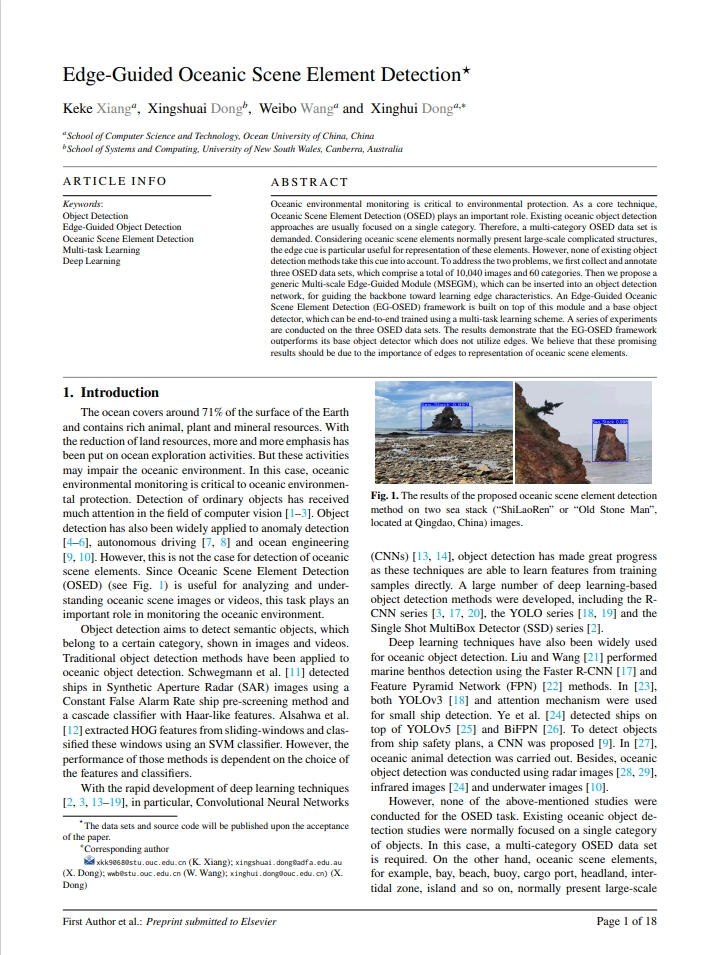 Edge-Guided Oceanic Scene Element Detection⋆
Keke Xiangᵃ, Xingshuai Dongᵇ, Weibo Wangᵃ and Xinghui Dongᵃ,*
ᵃSchool of Computer Science and Technology, Ocean University of China, China
ᵇSchool of Systems and Computing, University of New South Wales, Canberra, Australia
ARTICLE INFO
Keywords:
Object Detection
Edge-Guided Object Detection
Oceanic Scene Element Detection
Multi-task Learning
Deep Learning
ABSTRACT
Oceanic environmental monitoring is critical to environmental protection. As a core technique,
Oceanic Scene Element Detection (OSED) plays an important role. Existing oceanic object detection
approaches are usually focused on a single category. Therefore, a multi-category OSED data set is
demanded. Considering oceanic scene elements normally present large-scale complicated structures,
the edge cue is particular useful for representation of these elements. However, none of existing object
detection methods take this cue into account. To address the two problems, we first collect and annotate
three OSED data sets, which comprise a total of 10,040 images and 60 categories. Then we propose a
generic Multi-scale Edge-Guided Module (MSEGM), which can be inserted into an object detection
network, for guiding the backbone toward learning edge characteristics. An Edge-Guided Oceanic
Scene Element Detection (EG-OSED) framework is built on top of this module and a base object
detector, which can be end-to-end trained using a multi-task learning scheme. A series of experiments
are conducted on the three OSED data sets. The results demonstrate that the EG-OSED framework
outperforms its base object detector which does not utilize edges. We believe that these promising
results should be due to the importance of edges to representation of oceanic scene elements.
1. Introduction
The ocean covers around 71% of the surface of the Earth
and contains rich animal, plant and mineral resources. With
the reduction of land resources, more and more emphasis has
been put on ocean exploration activities. But these activities
may impair the oceanic environment. In this case, oceanic
environmental monitoring is critical to oceanic environmen-
tal protection. Detection of ordinary objects has received
much attention in the field of computer vision [1–3]. Object
detection has also been widely applied to anomaly detection
[4–6], autonomous driving [7, 8] and ocean engineering
[9, 10]. However, this is not the case for detection of oceanic
scene elements. Since Oceanic Scene Element Detection
(OSED) (see Fig. 1) is useful for analyzing and under-
standing oceanic scene images or videos, this task plays an
important role in monitoring the oceanic environment.
Object detection aims to detect semantic objects, which
belong to a certain category, shown in images and videos.
Traditional object detection methods have been applied to
oceanic object detection. Schwegmann et al. [11] detected
ships in Synthetic Aperture Radar (SAR) images using a
Constant False Alarm Rate ship pre-screening method and
a cascade classifier with Haar-like features. Alsahwa et al.
[12] extracted HOG features from sliding-windows and clas-
sified these windows using an SVM classifier. However, the
performance of those methods is dependent on the choice of
the features and classifiers.
With the rapid development of deep learning techniques
[2, 3, 13–19], in particular, Convolutional Neural Networks
⋆The data sets and source code will be published upon the acceptance
of the paper.
*Corresponding author
xkk9068@stu.ouc.edu.cn (K. Xiang); xingshuai.dong@adfa.edu.au
(X. Dong); wwb@stu.ouc.edu.cn (W. Wang); xinghui.dong@ouc.edu.cn) (X.
Dong)
Fig. 1. The results of the proposed oceanic scene element detection
method on two sea stack (“ShiLaoRen” or “Old Stone Man”,
located at Qingdao, China) images.
(CNNs) [13, 14], object detection has made great progress
as these techniques are able to learn features from training
samples directly. A large number of deep learning-based
object detection methods were developed, including the R-
CNN series [3, 17, 20], the YOLO series [18, 19] and the
Single Shot MultiBox Detector (SSD) series [2].
Deep learning techniques have also been widely used
for oceanic object detection. Liu and Wang [21] performed
marine benthos detection using the Faster R-CNN [17] and
Feature Pyramid Network (FPN) [22] methods. In [23],
both YOLOv3 [18] and attention mechanism were used
for small ship detection. Ye et al. [24] detected ships on
top of YOLOv5 [25] and BiFPN [26]. To detect objects
from ship safety plans, a CNN was proposed [9]. In [27],
oceanic animal detection was carried out. Besides, oceanic
object detection was conducted using radar images [28, 29],
infrared images [24] and underwater images [10].
However, none of the above-mentioned studies were
conducted for the OSED task. Existing oceanic object de-
tection studies were normally focused on a single category
of objects. In this case, a multi-category OSED data set
is required. On the other hand, oceanic scene elements,
for example, bay, beach, buoy, cargo port, headland, inter-
tidal zone, island and so on, normally present large-scale
First Author et al.: Preprint submitted to Elsevier
Page 1 of 18